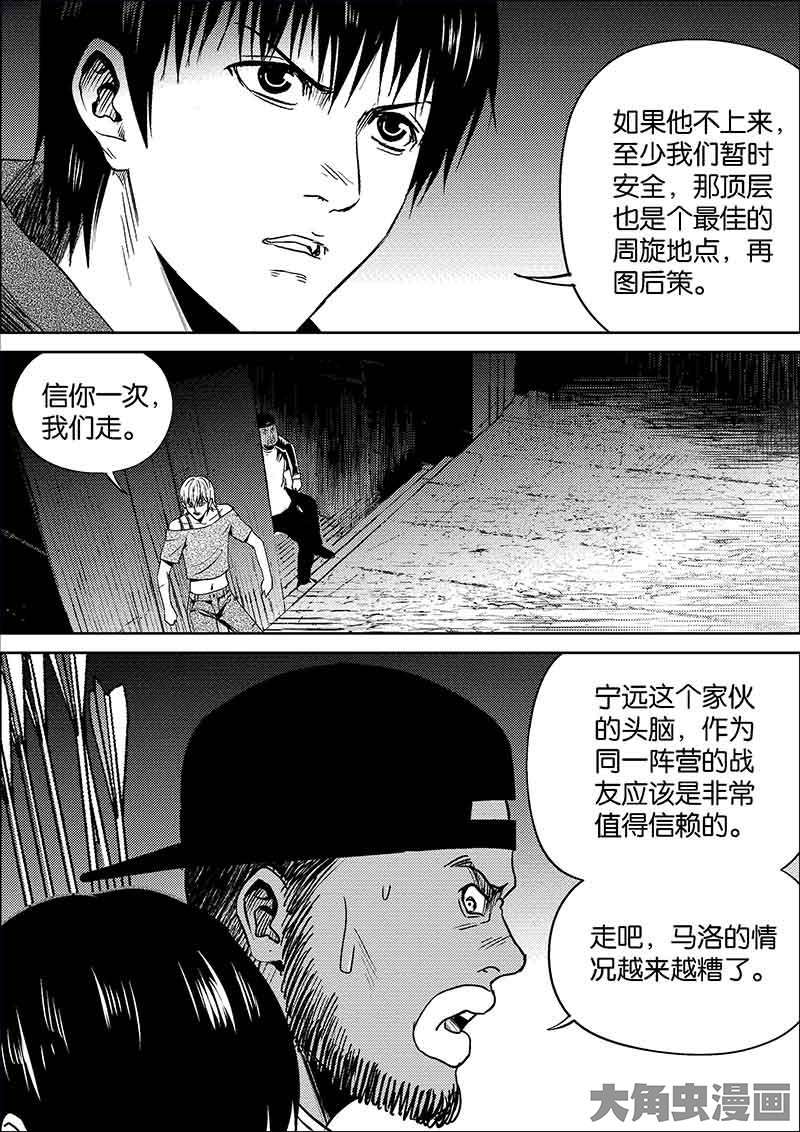 如果他不上来，
至少我们暂时
安全，那顶层
也是个最佳的
周旋地点，再
图后策。
信你一次，
我们走。
宁远这个家伙
的头脑，作为
同一阵营的战
友应该是非常
值得信赖的。
走吧，马洛的情
况越来越糟了。
大角虫漫画